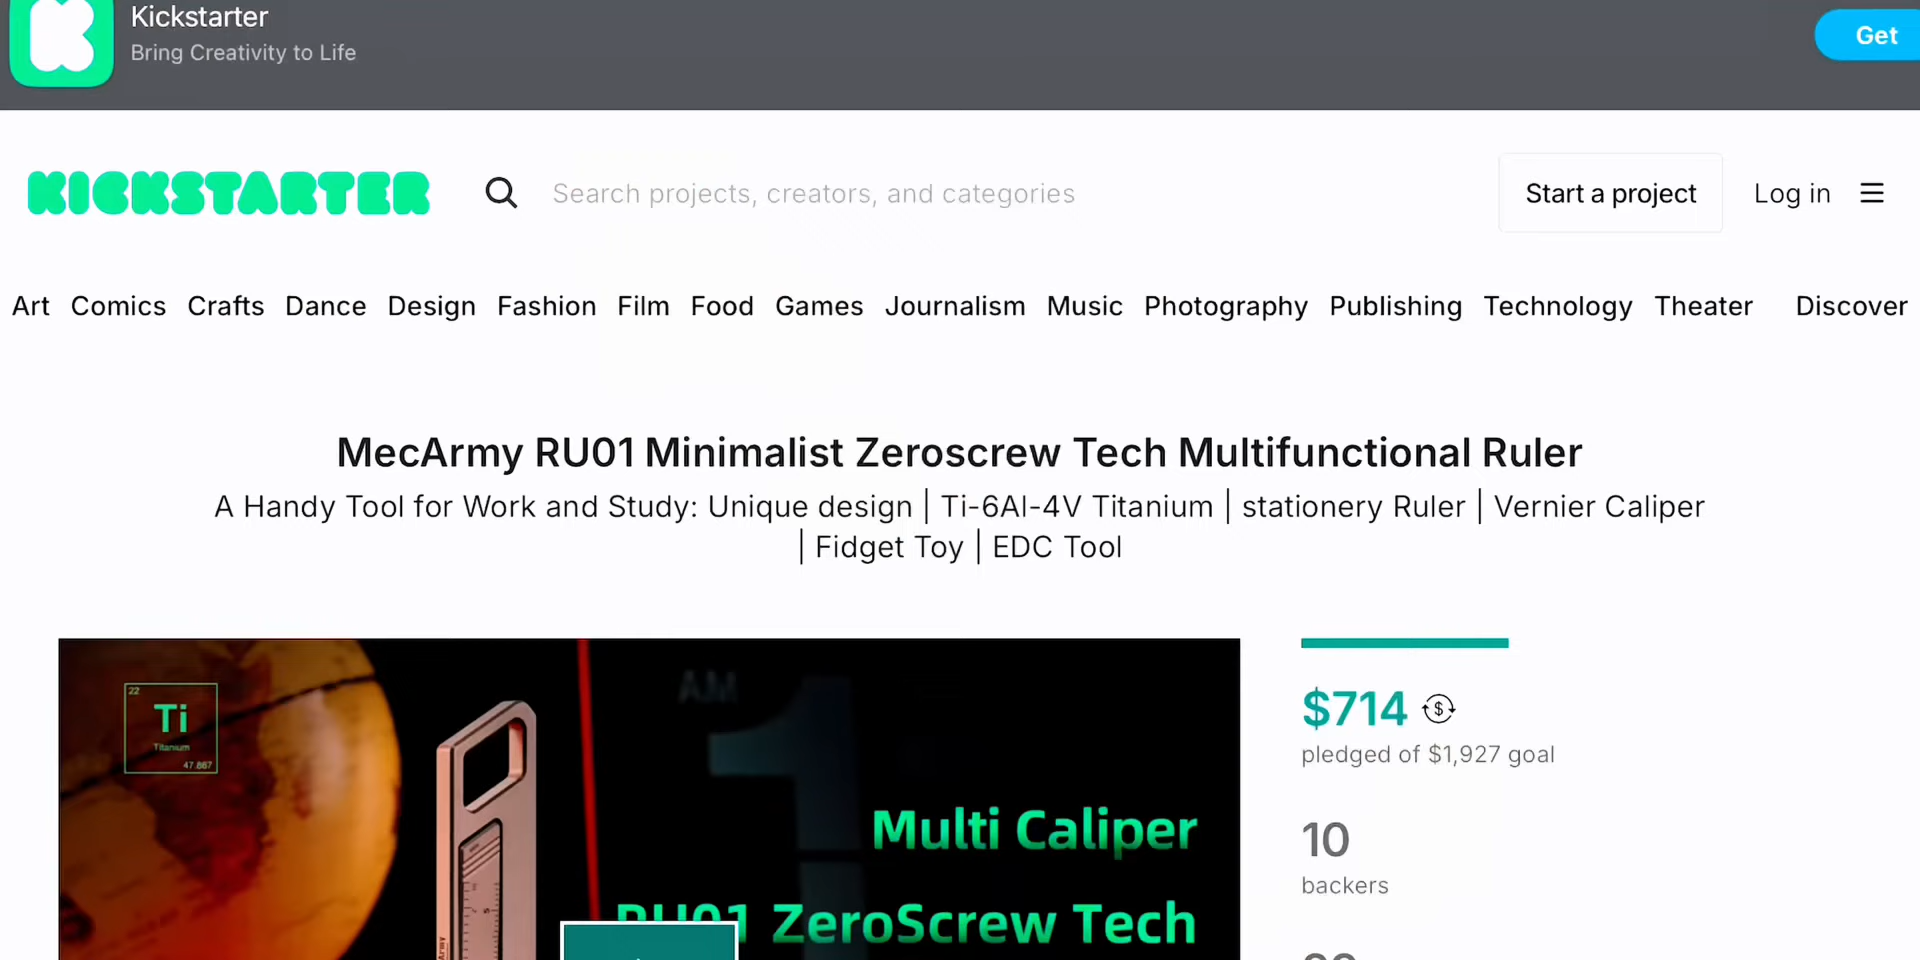 Kickstarter
Bring Creativity to Life
Get
KICKSTARTER
Search projects, creators, and categories
Start a project
Log in
Art Comics Crafts Dance Design Fashion Film Food Games Journalism Music Photography Publishing Technology Theater Discover
MecArmy RU01 Minimalist Zeroscrew Tech Multifunctional Ruler
A Handy Tool for Work and Study: Unique design | Ti-6Al-4V Titanium | stationery Ruler | Vernier Caliper
| Fidget Toy | EDC Tool
22
Ti
Titanium
47.867
AM
1
Multi Caliper
RU01 ZeroScrew Tech
$714
pledged of $1,927 goal
10
backers